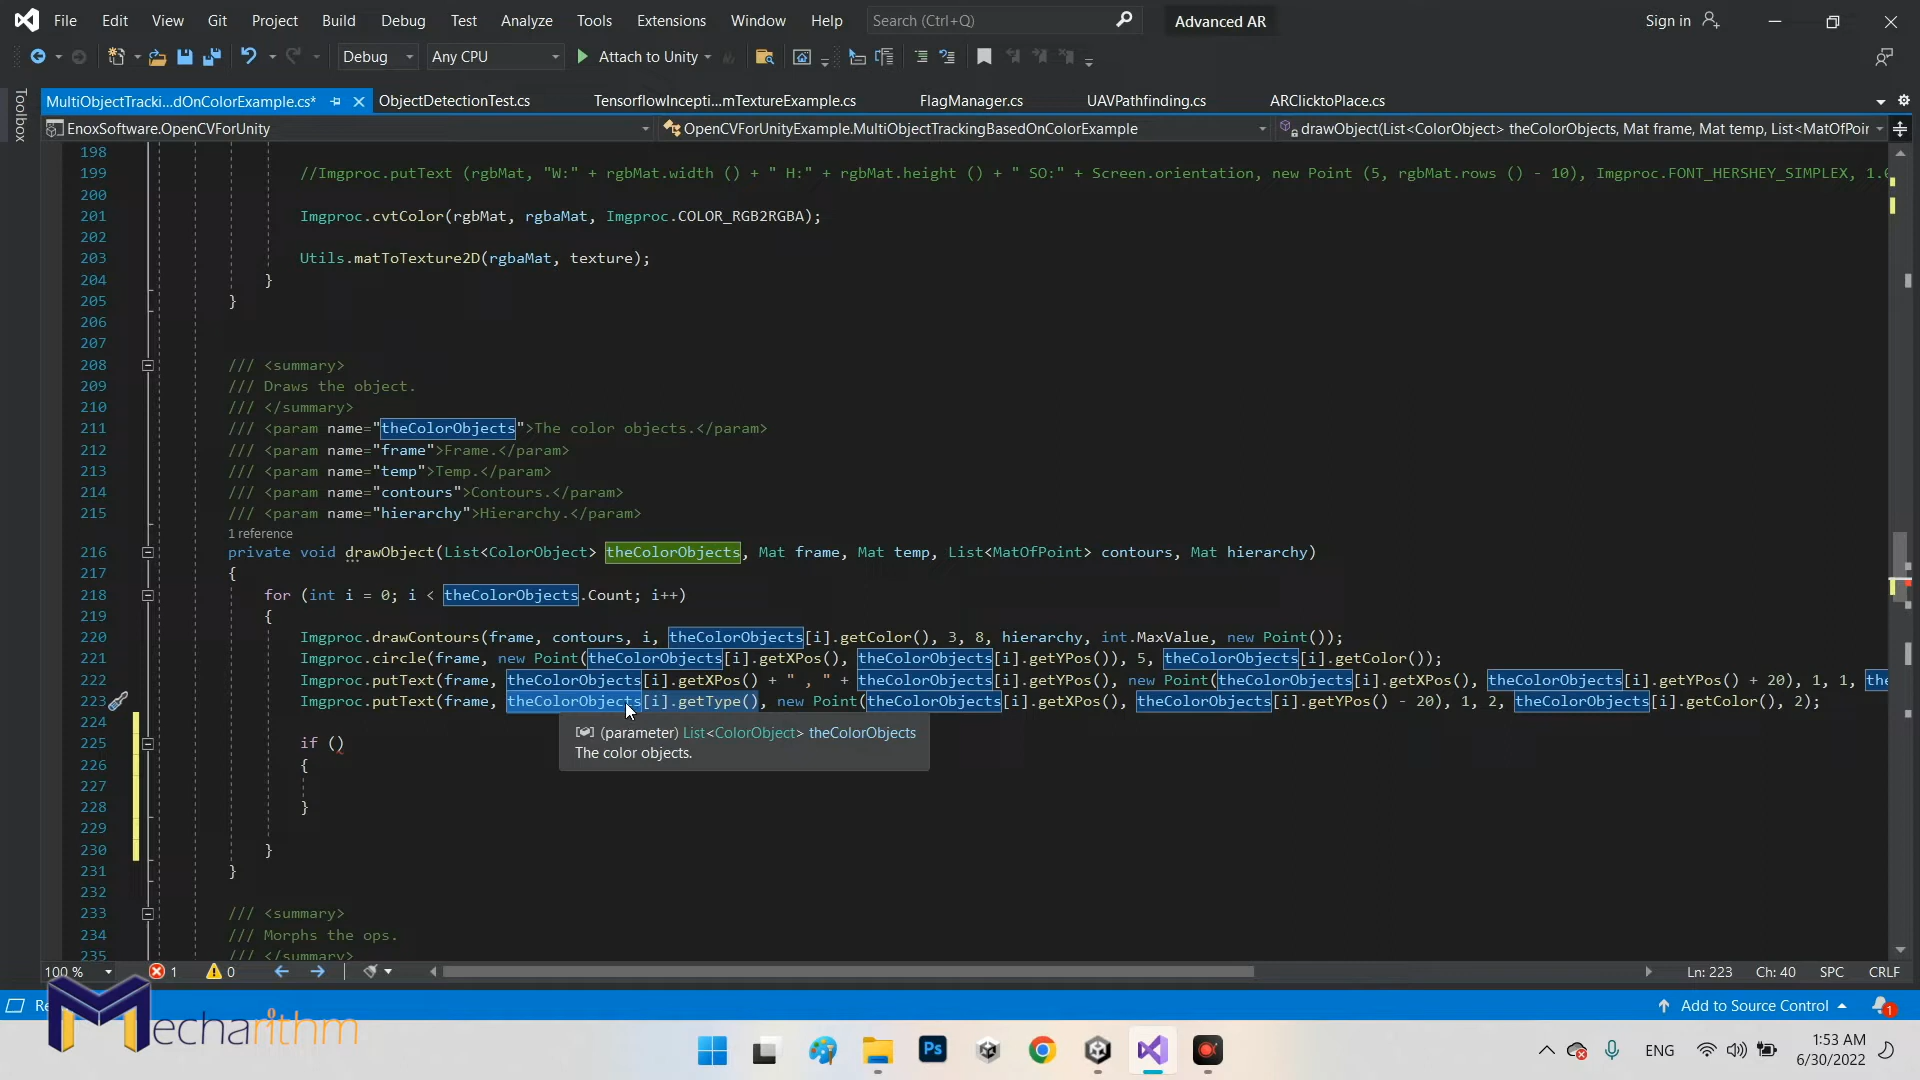 File Edit View Git Project Build Debug Test Analyze Tools Extensions Window Help Search (Ctrl+Q) Advanced AR Sign in
Debug Any CPU Attach to Unity
Toolbox
MultiObjectTracki...dOnColorExample.cs* ObjectDetectionTest.cs TensorflowIncepti...mTextureExample.cs FlagManager.cs UAVPathfinding.cs ARClicktoPlace.cs
EnoxSoftware.OpenCVForUnity OpenCVForUnityExample.MultiObjectTrackingBasedOnColorExample drawObject(List<ColorObject> theColorObjects, Mat frame, Mat temp, List<MatOfPoin
198
199 //Imgproc.putText (rgbMat, "W:" + rgbMat.width () + " H:" + rgbMat.height () + " SO:" + Screen.orientation, new Point (5, rgbMat.rows () - 10), Imgproc.FONT_HERSHEY_SIMPLEX, 1.0
200
201 Imgproc.cvtColor(rgbMat, rgbaMat, Imgproc.COLOR_RGB2RGBA);
202
203 Utils.matToTexture2D(rgbaMat, texture);
204 }
205 }
206
207
208 /// <summary>
209 /// Draws the object.
210 /// </summary>
211 /// <param name="theColorObjects">The color objects.</param>
212 /// <param name="frame">Frame.</param>
213 /// <param name="temp">Temp.</param>
214 /// <param name="contours">Contours.</param>
215 /// <param name="hierarchy">Hierarchy.</param>
1 reference
216 private void drawObject(List<ColorObject> theColorObjects, Mat frame, Mat temp, List<MatOfPoint> contours, Mat hierarchy)
217 {
218 for (int i = 0; i < theColorObjects.Count; i++)
219 {
220 Imgproc.drawContours(frame, contours, i, theColorObjects[i].getColor(), 3, 8, hierarchy, int.MaxValue, new Point());
221 Imgproc.circle(frame, new Point(theColorObjects[i].getXPos(), theColorObjects[i].getYPos()), 5, theColorObjects[i].getColor());
222 Imgproc.putText(frame, theColorObjects[i].getXPos() + " , " + theColorObjects[i].getYPos(), new Point(theColorObjects[i].getXPos(), theColorObjects[i].getYPos() + 20), 1, 1, the
223 Imgproc.putText(frame, theColorObjects[i].getType(), new Point(theColorObjects[i].getXPos(), theColorObjects[i].getYPos() - 20), 1, 2, theColorObjects[i].getColor(), 2);
224
(parameter) List<ColorObject> theColorObjects
The color objects.
225 if ()
226 {
227
228 }
229
230 }
231 }
232
233 /// <summary>
234 /// Morphs the ops.
235 /// </summary>
100 % 1 0 Ln: 223 Ch: 40 SPC CRLF
Re Add to Source Control 1
Mecharithm
Ps ENG 1:53 AM
6/30/2022